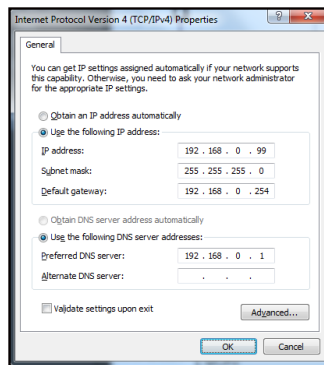 Internet Protocol Version 4 (TCP/IPv4) Properties
General
You can get IP settings assigned automatically if your network supports
this capability. Otherwise, you need to ask your network administrator
for the appropriate IP settings.
Obtain an IP address automatically
Use the following IP address:
IP address: 192 . 168 . 0 . 99
Subnet mask: 255 . 255 . 255 . 0
Default gateway: 192 . 168 . 0 . 254
Obtain DNS server address automatically
Use the following DNS server addresses:
Preferred DNS server: 192 . 168 . 0 . 1
Alternate DNS server: . . .
Validate settings upon exit
Advanced...
OK Cancel